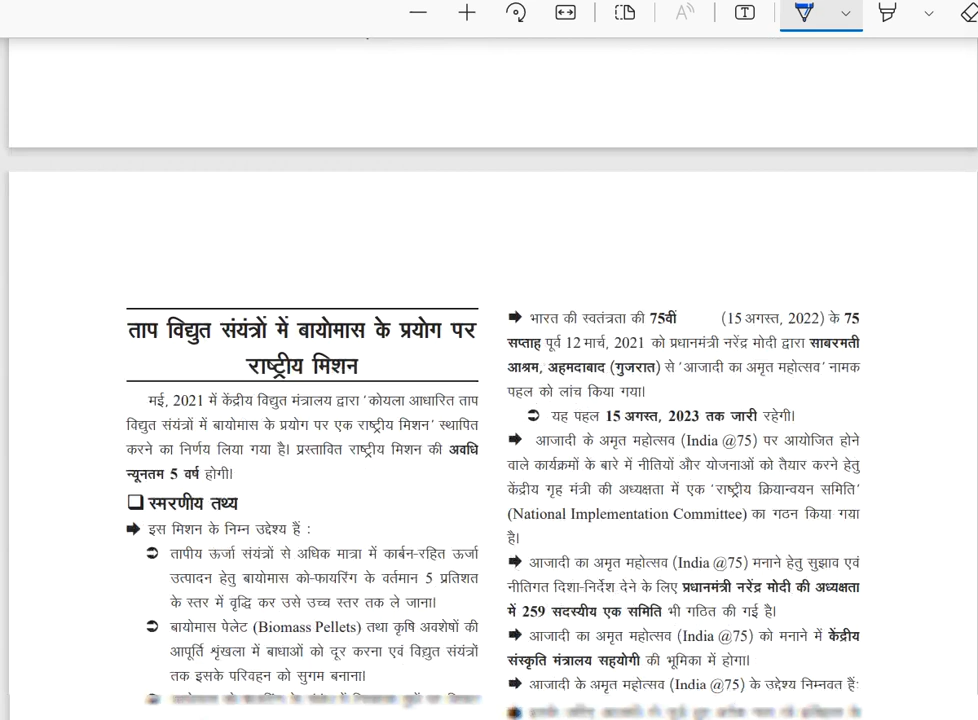 ताप विद्युत संयंत्रों में बायोमास के प्रयोग पर
राष्ट्रीय मिशन
मई, 2021 में केंद्रीय विद्युत मंत्रालय द्वारा 'कोयला आधारित ताप
विद्युत संयंत्रों में बायोमास के प्रयोग पर एक राष्ट्रीय मिशन' स्थापित
करने का निर्णय लिया गया है। प्रस्तावित राष्ट्रीय मिशन की अवधि
न्यूनतम 5 वर्ष होगी।
❑ स्मरणीय तथ्य
➡ इस मिशन के निम्न उद्देश्य हैं :
➲ तापीय ऊर्जा संयंत्रों से अधिक मात्रा में कार्बन-रहित ऊर्जा
उत्पादन हेतु बायोमास को-फायरिंग के वर्तमान 5 प्रतिशत
के स्तर में वृद्धि कर उसे उच्च स्तर तक ले जाना।
➲ बायोमास पेलेट (Biomass Pellets) तथा कृषि अवशेषों की
आपूर्ति शृंखला में बाधाओं को दूर करना एवं विद्युत संयंत्रों
तक इसके परिवहन को सुगम बनाना।
➡ भारत की स्वतंत्रता की 75वीं (15 अगस्त, 2022) के 75
सप्ताह पूर्व 12 मार्च, 2021 को प्रधानमंत्री नरेंद्र मोदी द्वारा साबरमती
आश्रम, अहमदाबाद (गुजरात) से 'आजादी का अमृत महोत्सव' नामक
पहल को लांच किया गया।
➲ यह पहल 15 अगस्त, 2023 तक जारी रहेगी।
➡ आजादी के अमृत महोत्सव (India @75) पर आयोजित होने
वाले कार्यक्रमों के बारे में नीतियों और योजनाओं को तैयार करने हेतु
केंद्रीय गृह मंत्री की अध्यक्षता में एक 'राष्ट्रीय क्रियान्वयन समिति'
(National Implementation Committee) का गठन किया गया
है।
➡ आजादी का अमृत महोत्सव (India @75) मनाने हेतु सुझाव एवं
नीतिगत दिशा-निर्देश देने के लिए प्रधानमंत्री नरेंद्र मोदी की अध्यक्षता
में 259 सदस्यीय एक समिति भी गठित की गई है।
➡ आजादी का अमृत महोत्सव (India @75) को मनाने में केंद्रीय
संस्कृति मंत्रालय सहयोगी की भूमिका में होगा।
➡ आजादी के अमृत महोत्सव (India @75) के उद्देश्य निम्नवत हैं: